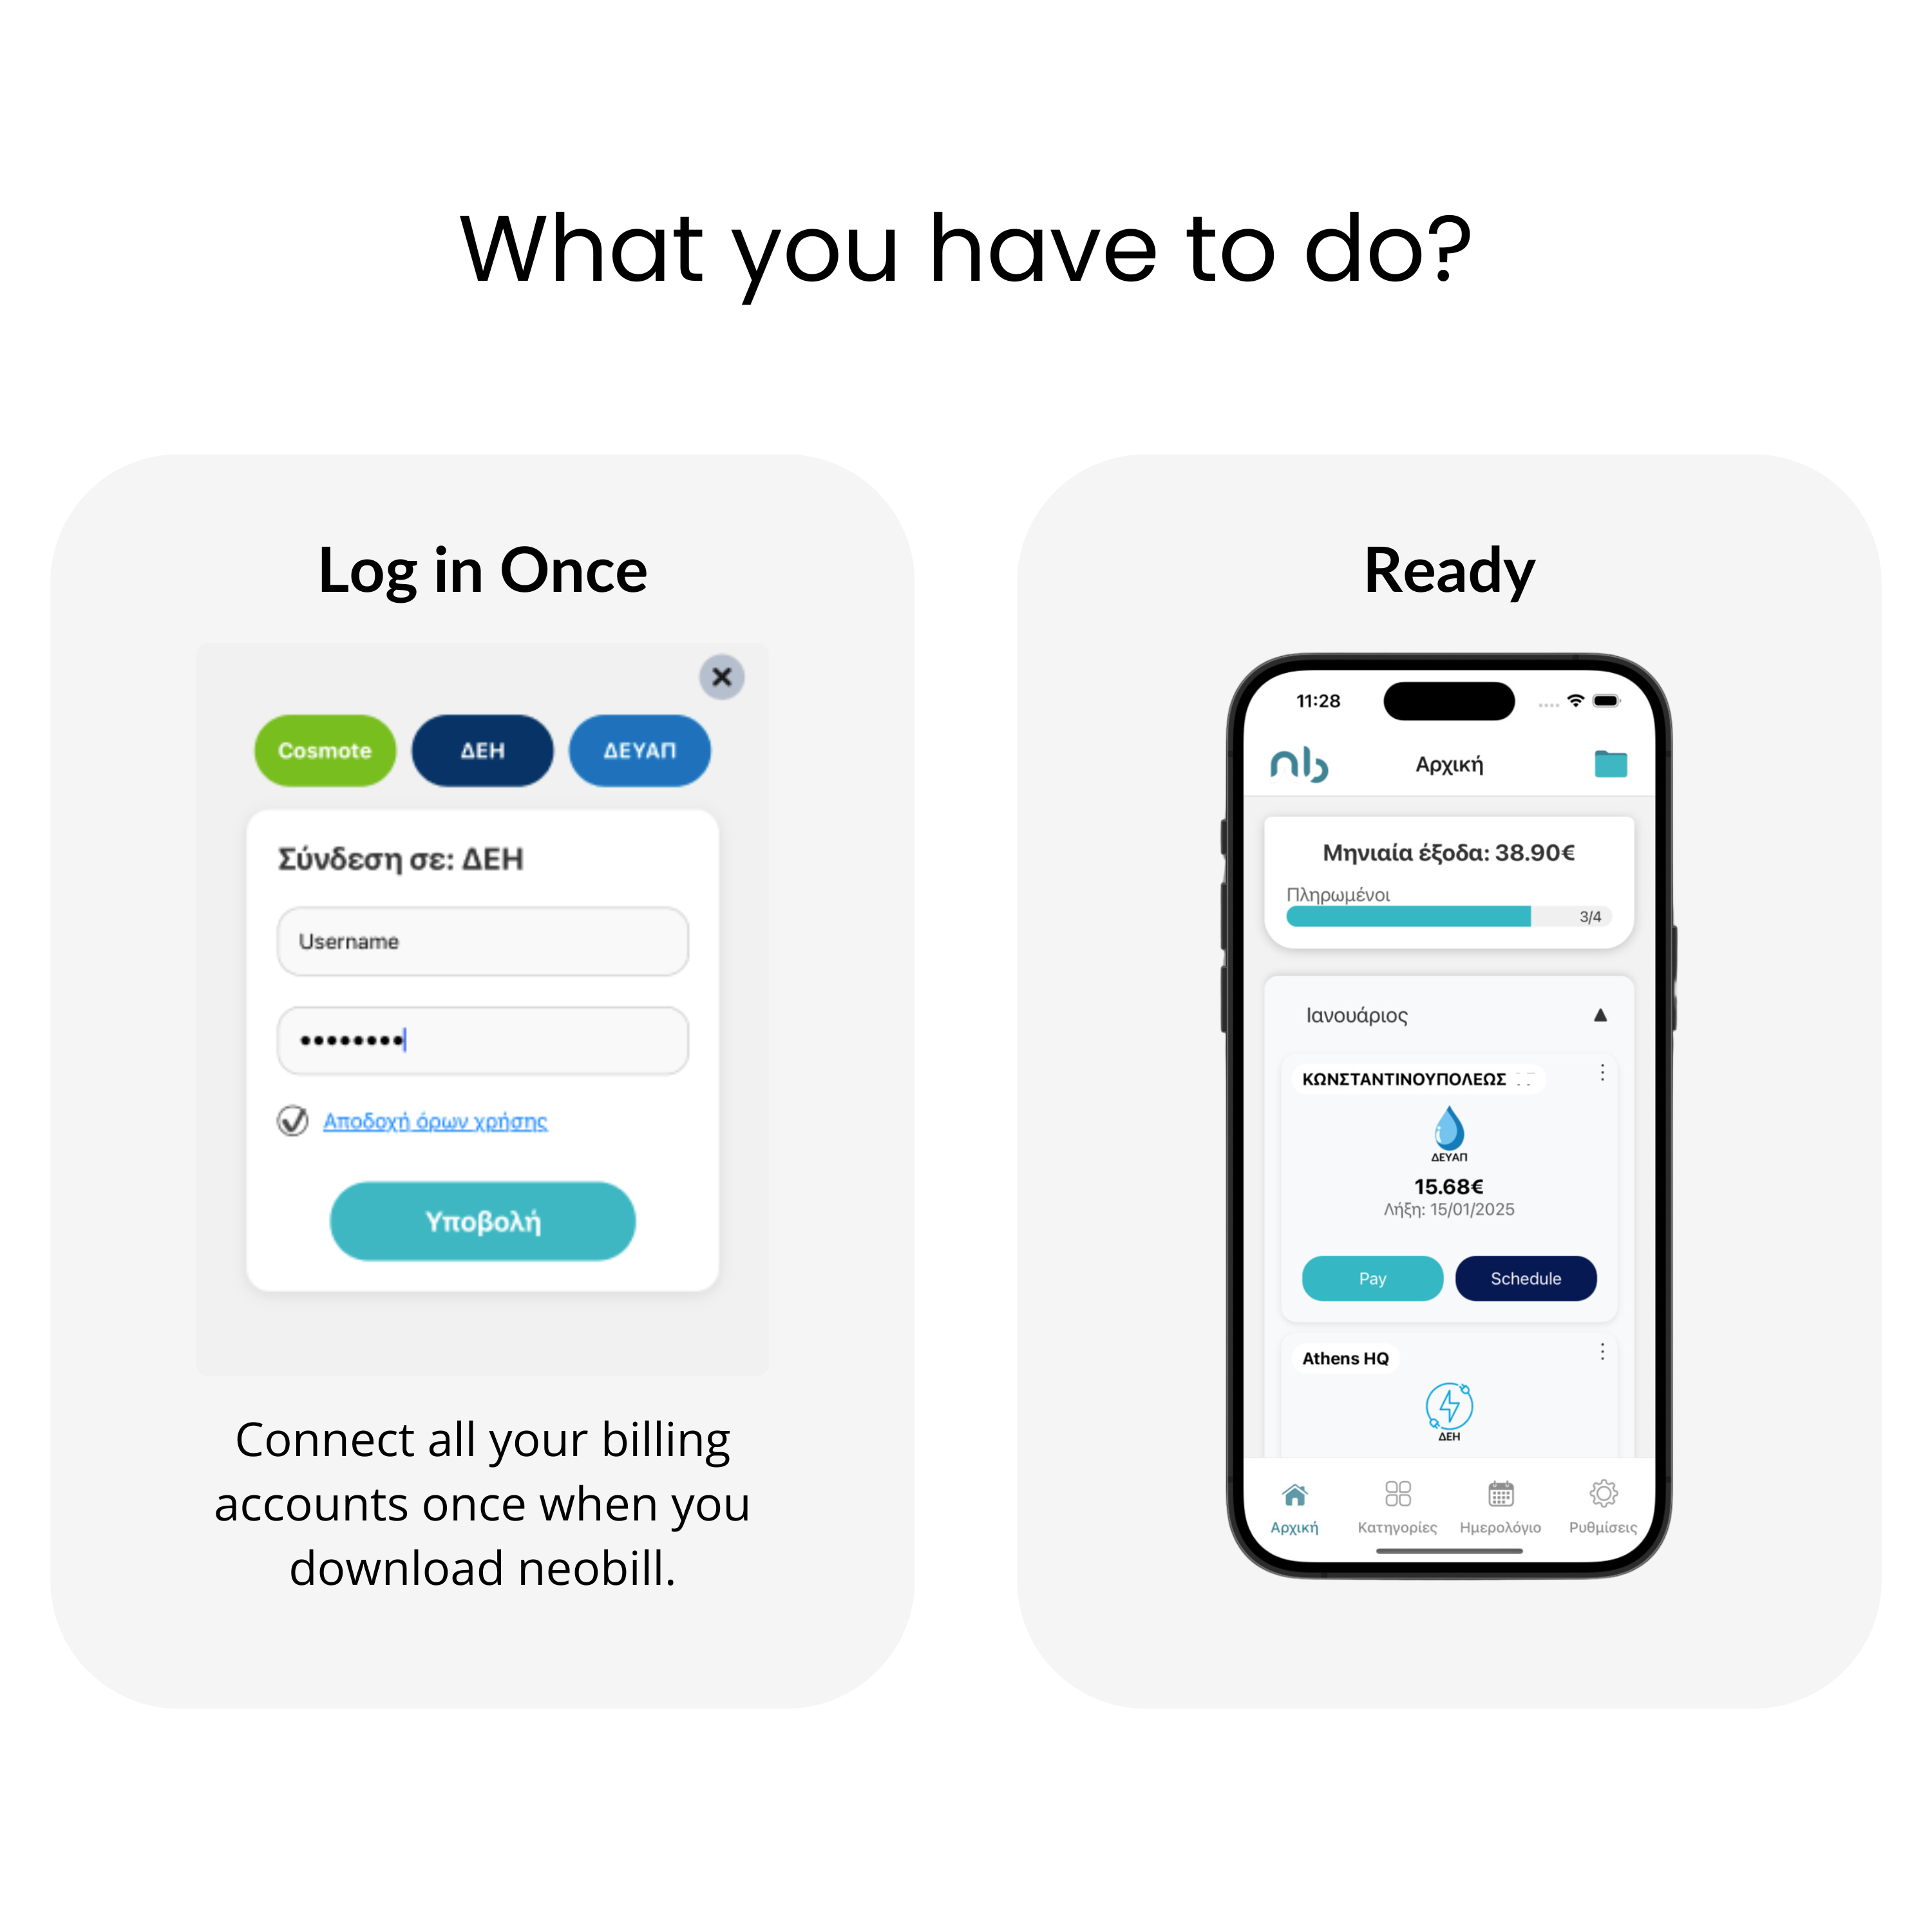 What you have to do?
Log in Once
Cosmote ΔΕΗ ΔΕΥΑΠ
Σύνδεση σε: ΔΕΗ
Username
Αποδοχή όρων χρήσης
Υποβολή
Connect all your billing
accounts once when you
download neobill.
Ready
11:28
nb Αρχική
Μηνιαία έξοδα: 38.90€
Πληρωμένοι
3/4
Ιανουάριος
ΚΩΝΣΤΑΝΤΙΝΟΥΠΟΛΕΩΣ
ΔΕΥΑΠ
15.68€
Λήξη: 15/01/2025
Pay Schedule
Athens HQ
ΔΕΗ
Αρχική Κατηγορίες Ημερολόγιο Ρυθμίσεις